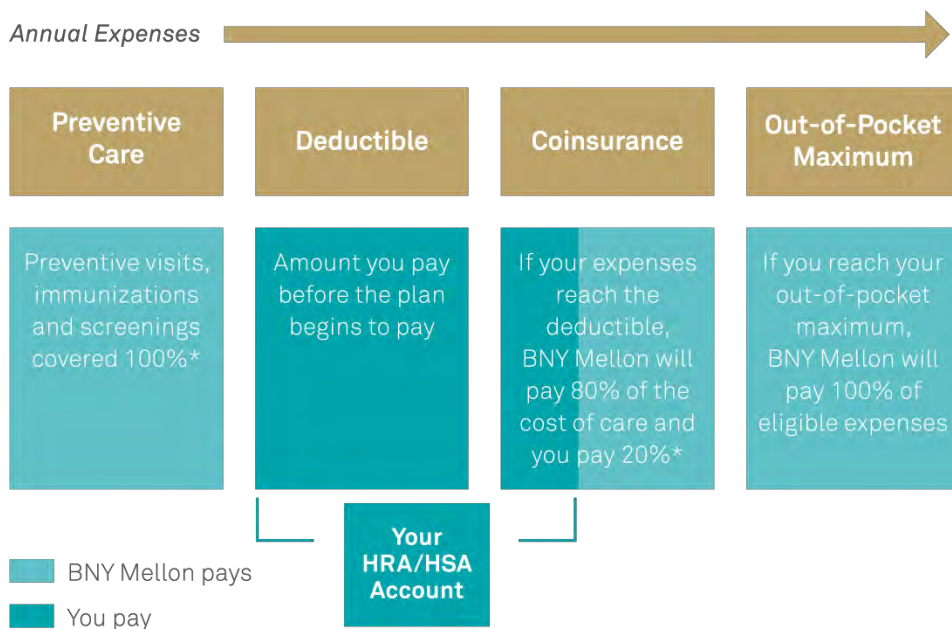 Annual Expenses
Preventive
Care
Deductible
Coinsurance
Out-of-Pocket
Maximum
Preventive visits,
immunizations
and screenings
covered 100%*
Amount you pay
before the plan
begins to pay
If your expenses
reach the
deductible,
BNY Mellon will
pay 80% of the
cost of care and
you pay 20%*
If you reach your
out-of-pocket
maximum,
BNY Mellon will
pay 100% of
eligible expenses
Your
HRA/HSA
Account
BNY Mellon pays
You pay